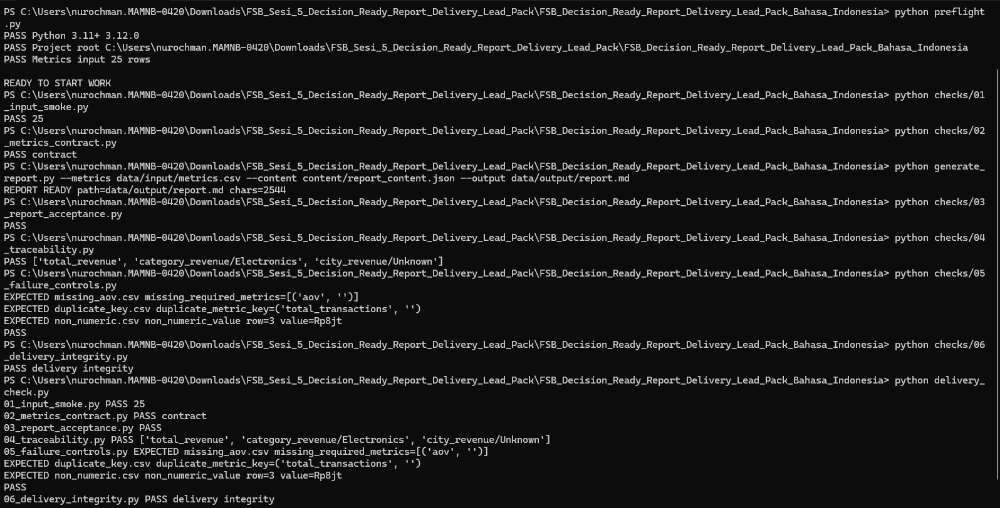 PS C:\Users\nurochman.MAMNB-0420\Downloads\FSB_Sesi_5_Decision_Ready_Report_Delivery_Lead_Pack\FSB_Decision_Ready_Report_Delivery_Lead_Pack_Bahasa_Indonesia> python preflight
.py
PASS Python 3.11+ 3.12.0
PASS Project root C:\Users\nurochman.MAMNB-0420\Downloads\FSB_Sesi_5_Decision_Ready_Report_Delivery_Lead_Pack\FSB_Decision_Ready_Report_Delivery_Lead_Pack_Bahasa_Indonesia
PASS Metrics input 25 rows
READY TO START WORK
PS C:\Users\nurochman.MAMNB-0420\Downloads\FSB_Sesi_5_Decision_Ready_Report_Delivery_Lead_Pack\FSB_Decision_Ready_Report_Delivery_Lead_Pack_Bahasa_Indonesia> python checks/01
_input_smoke.py
PASS 25
PS C:\Users\nurochman.MAMNB-0420\Downloads\FSB_Sesi_5_Decision_Ready_Report_Delivery_Lead_Pack\FSB_Decision_Ready_Report_Delivery_Lead_Pack_Bahasa_Indonesia> python checks/02
_metrics_contract.py
PASS contract
PS C:\Users\nurochman.MAMNB-0420\Downloads\FSB_Sesi_5_Decision_Ready_Report_Delivery_Lead_Pack\FSB_Decision_Ready_Report_Delivery_Lead_Pack_Bahasa_Indonesia> python generate_
report.py --metrics data/input/metrics.csv --content content/report_content.json --output data/output/report.md
REPORT READY path=data/output/report.md chars=2544
PS C:\Users\nurochman.MAMNB-0420\Downloads\FSB_Sesi_5_Decision_Ready_Report_Delivery_Lead_Pack\FSB_Decision_Ready_Report_Delivery_Lead_Pack_Bahasa_Indonesia> python checks/03
_report_acceptance.py
PASS
PS C:\Users\nurochman.MAMNB-0420\Downloads\FSB_Sesi_5_Decision_Ready_Report_Delivery_Lead_Pack\FSB_Decision_Ready_Report_Delivery_Lead_Pack_Bahasa_Indonesia> python checks/04
_traceability.py
PASS ['total_revenue', 'category_revenue/Electronics', 'city_revenue/Unknown']
PS C:\Users\nurochman.MAMNB-0420\Downloads\FSB_Sesi_5_Decision_Ready_Report_Delivery_Lead_Pack\FSB_Decision_Ready_Report_Delivery_Lead_Pack_Bahasa_Indonesia> python checks/05
_failure_controls.py
EXPECTED missing_aov.csv missing_required_metrics=[('aov', '')]
EXPECTED duplicate_key.csv duplicate_metric_key=('total_transactions', '')
EXPECTED non_numeric.csv non_numeric_value row=3 value=Rp8jt
PASS
PS C:\Users\nurochman.MAMNB-0420\Downloads\FSB_Sesi_5_Decision_Ready_Report_Delivery_Lead_Pack\FSB_Decision_Ready_Report_Delivery_Lead_Pack_Bahasa_Indonesia> python checks/06
_delivery_integrity.py
PASS delivery integrity
PS C:\Users\nurochman.MAMNB-0420\Downloads\FSB_Sesi_5_Decision_Ready_Report_Delivery_Lead_Pack\FSB_Decision_Ready_Report_Delivery_Lead_Pack_Bahasa_Indonesia> python delivery_
check.py
01_input_smoke.py PASS 25
02_metrics_contract.py PASS contract
03_report_acceptance.py PASS
04_traceability.py PASS ['total_revenue', 'category_revenue/Electronics', 'city_revenue/Unknown']
05_failure_controls.py EXPECTED missing_aov.csv missing_required_metrics=[('aov', '')]
EXPECTED duplicate_key.csv duplicate_metric_key=('total_transactions', '')
EXPECTED non_numeric.csv non_numeric_value row=3 value=Rp8jt
PASS
06_delivery_integrity.py PASS delivery integrity